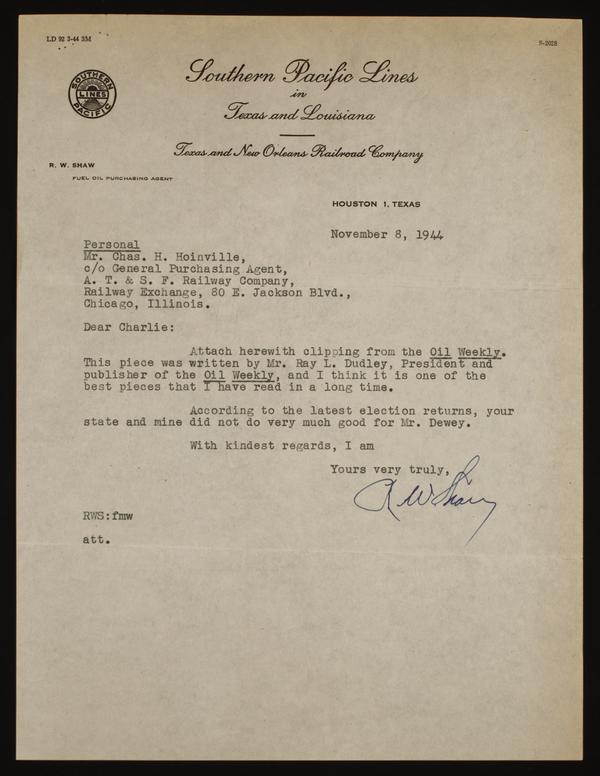 LD 92 3-44 3M
S-2028
SOUTHERN PACIFIC LINES
Southern Pacific Lines
in
Texas and Louisiana
Texas and New Orleans Railroad Company
R. W. SHAW
FUEL OIL PURCHASING AGENT
HOUSTON 1, TEXAS
November 8, 1944
Personal
Mr. Chas. H. Hoinville,
c/o General Purchasing Agent,
A. T. & S. F. Railway Company,
Railway Exchange, 80 E. Jackson Blvd.,
Chicago, Illinois.
Dear Charlie:
Attach herewith clipping from the Oil Weekly.
This piece was written by Mr. Ray L. Dudley, President and
publisher of the Oil Weekly, and I think it is one of the
best pieces that I have read in a long time.
According to the latest election returns, your
state and mine did not do very much good for Mr. Dewey.
With kindest regards, I am
Yours very truly,
R W Shaw
RWS:fmw
att.